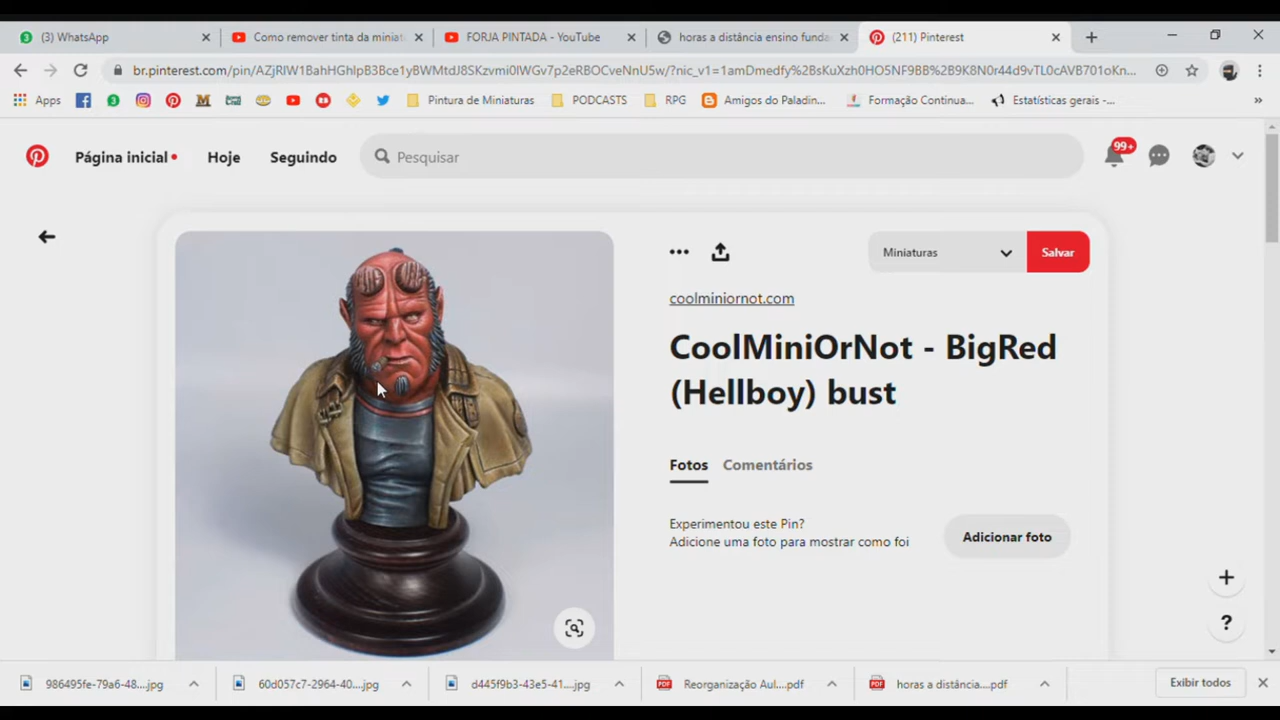 (3) WhatsApp
Como remover tinta da miniat
FORJA PINTADA - YouTube
horas a distância ensino funda
(211) Pinterest
br.pinterest.com/pin/AZjRIW1BahHGhlpB3Bce1yBWMtdJ8SKzvmi0lWGv7p2eRBOCveNnU5w/?nic_v1=1amDmedfy%2BsKuXzh0HO5NF9BB%2B9K8N0r44d9vTL0cAVB701oKn...
Apps
Pintura de Miniaturas
PODCASTS
RPG
Amigos do Paladin...
Formação Continua...
Estatísticas gerais -...
»
Página inicial
Hoje
Seguindo
Pesquisar
99+
Miniaturas
Salvar
coolminiornot.com
CoolMiniOrNot - BigRed
(Hellboy) bust
Fotos
Comentários
Experimentou este Pin?
Adicione uma foto para mostrar como foi
Adicionar foto
+
?
986495fe-79a6-48....jpg
60d057c7-2964-40....jpg
d445f9b3-43e5-41....jpg
Reorganização Aul....pdf
horas a distância....pdf
Exibir todos